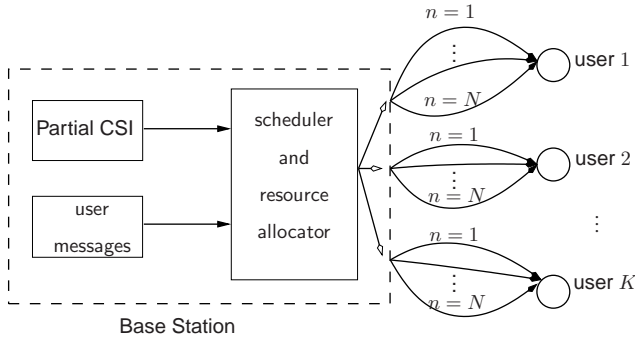 Partial CSI
user
messages
scheduler
and
resource
allocator
Base Station
n = 1
⋮
n = N
user 1
n = 1
⋮
n = N
user 2
⋮
n = 1
⋮
n = N
user K